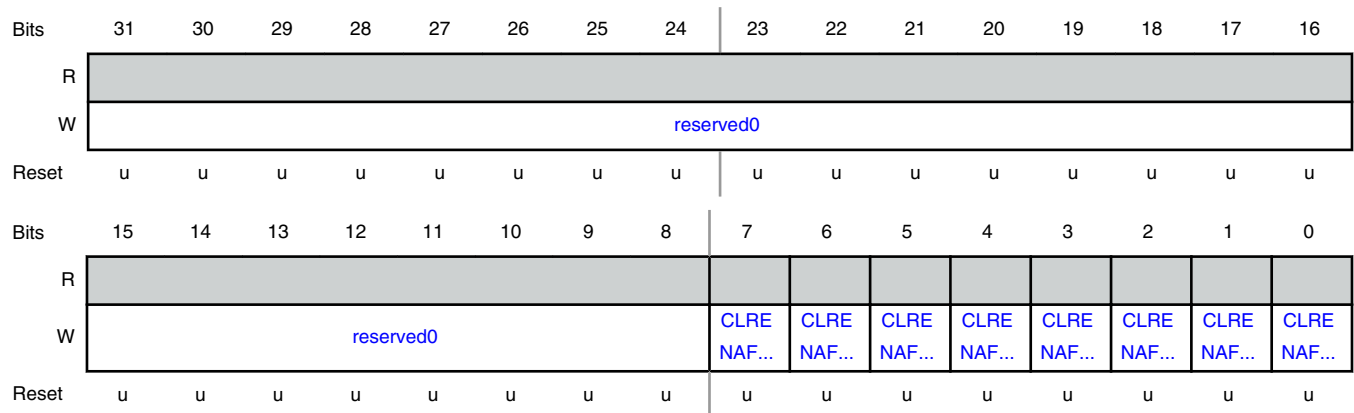 Bits 31 30 29 28 27 26 25 24 23 22 21 20 19 18 17 16
R
W reserved0
Reset u u u u u u u u u u u u u u u u
Bits 15 14 13 12 11 10 9 8 7 6 5 4 3 2 1 0
R
CLRE CLRE CLRE CLRE CLRE CLRE CLRE CLRE
W reserved0
NAF... NAF... NAF... NAF... NAF... NAF... NAF... NAF...
Reset u u u u u u u u u u u u u u u u